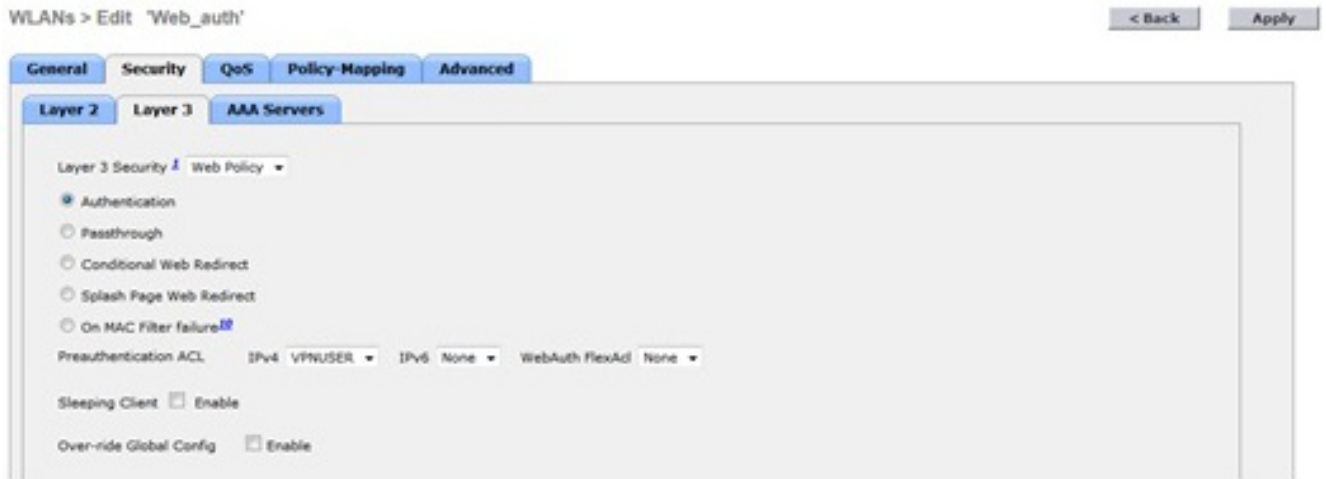 WLANs > Edit 'Web_auth'
< Back Apply
General Security QoS Policy-Mapping Advanced
Layer 2 Layer 3 AAA Servers
Layer 3 Security 1 Web Policy
Authentication
Passthrough
Conditional Web Redirect
Splash Page Web Redirect
On MAC Filter failure10
Preauthentication ACL IPv4 VPNUSER IPv6 None WebAuth FlexAcl None
Sleeping Client Enable
Over-ride Global Config Enable